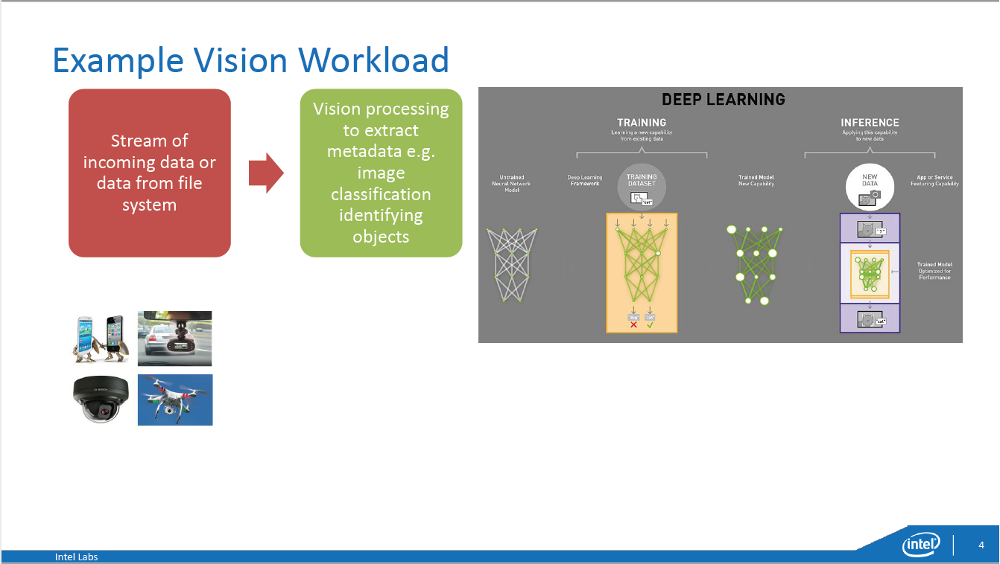 Example Vision Workload
Stream of
incoming data or
data from file
system
Vision processing
to extract
metadata e.g.
image
classification
identifying
objects
DEEP LEARNING
TRAINING
Learning a new capability
from existing data
INFERENCE
Applying this capability
to new data
Untrained
Neural Network
Model
Deep Learning
Framework
TRAINING
DATASET
"cat"
Trained Model
New Capability
NEW
DATA
App or Service
Featuring Capability
"?"
Trained Model
Optimized for
Performance
"dog"
"cat"
"cat"
BOSCH
Intel Labs
intel
4